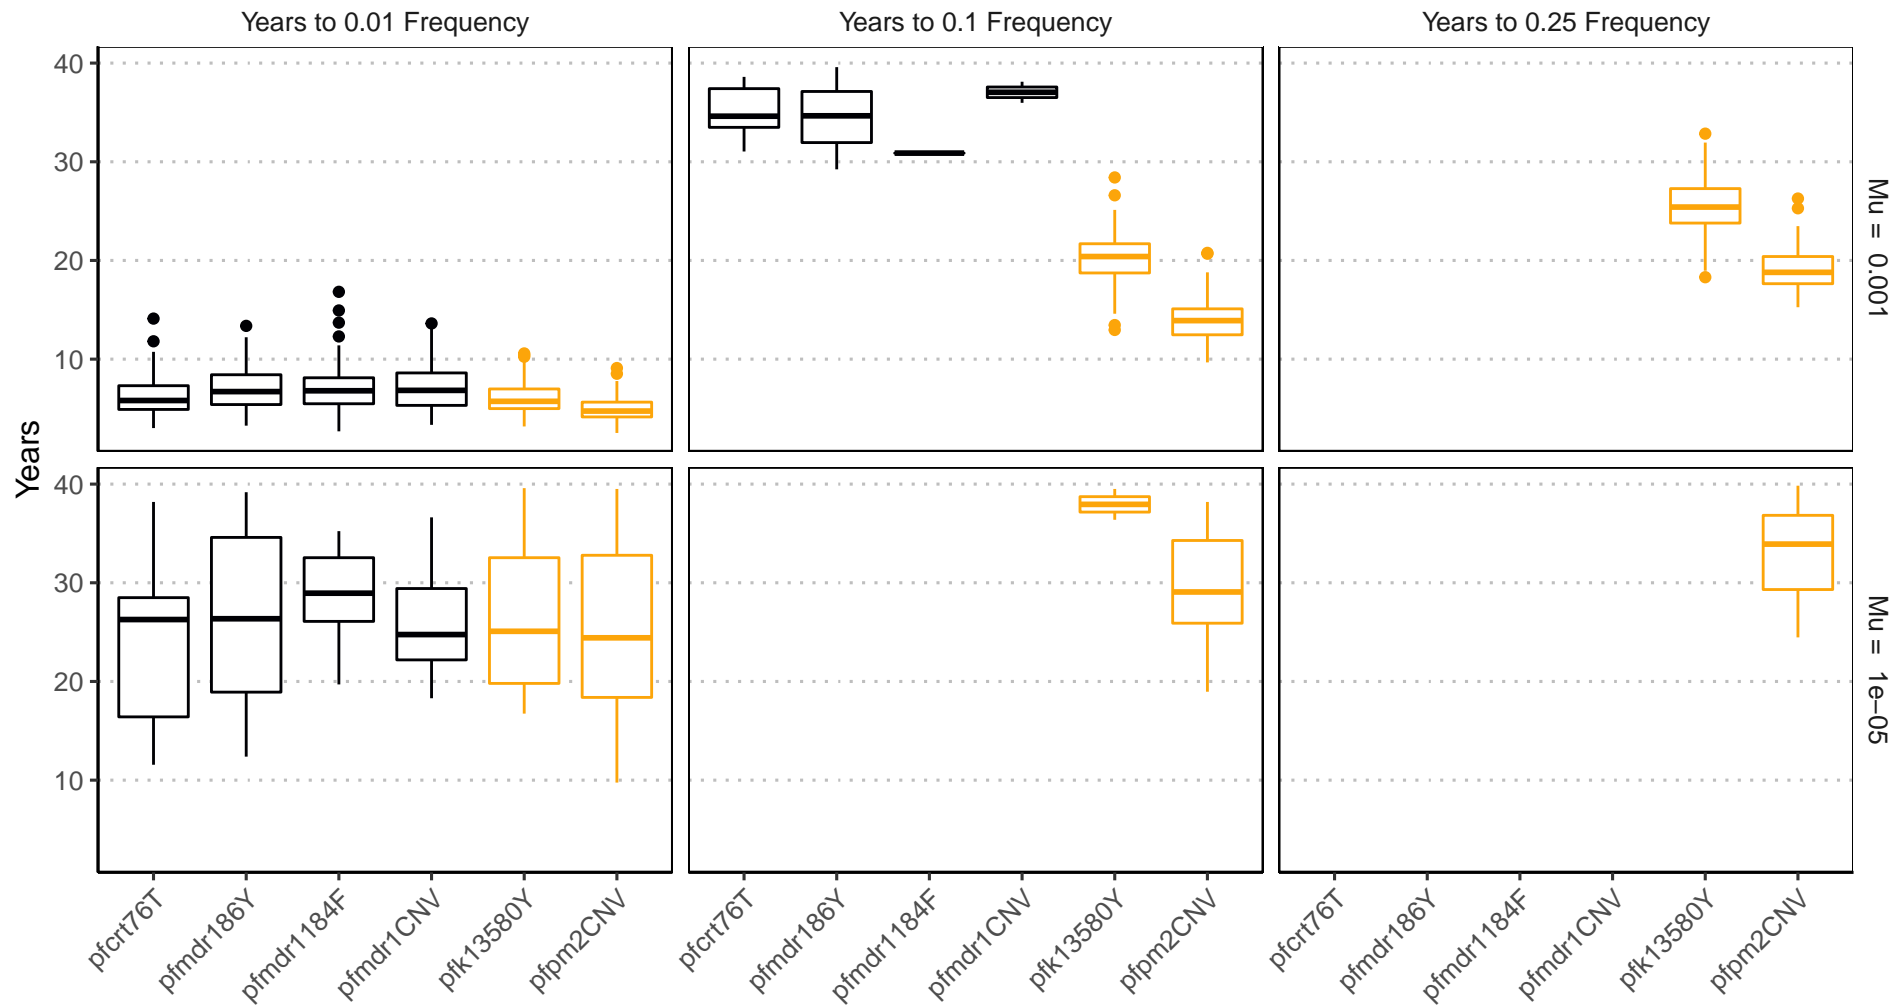 Years to 0.01 Frequency
Years to 0.1 Frequency
Years to 0.25 Frequency
Years
40
30
20
10
Mu = 0.001
40
30
20
10
Mu = 1e−05
pfcrt76T
pfmdr186Y
pfmdr1184F
pfmdr1CNV
pfk13580Y
pfpm2CNV
pfcrt76T
pfmdr186Y
pfmdr1184F
pfmdr1CNV
pfk13580Y
pfpm2CNV
pfcrt76T
pfmdr186Y
pfmdr1184F
pfmdr1CNV
pfk13580Y
pfpm2CNV